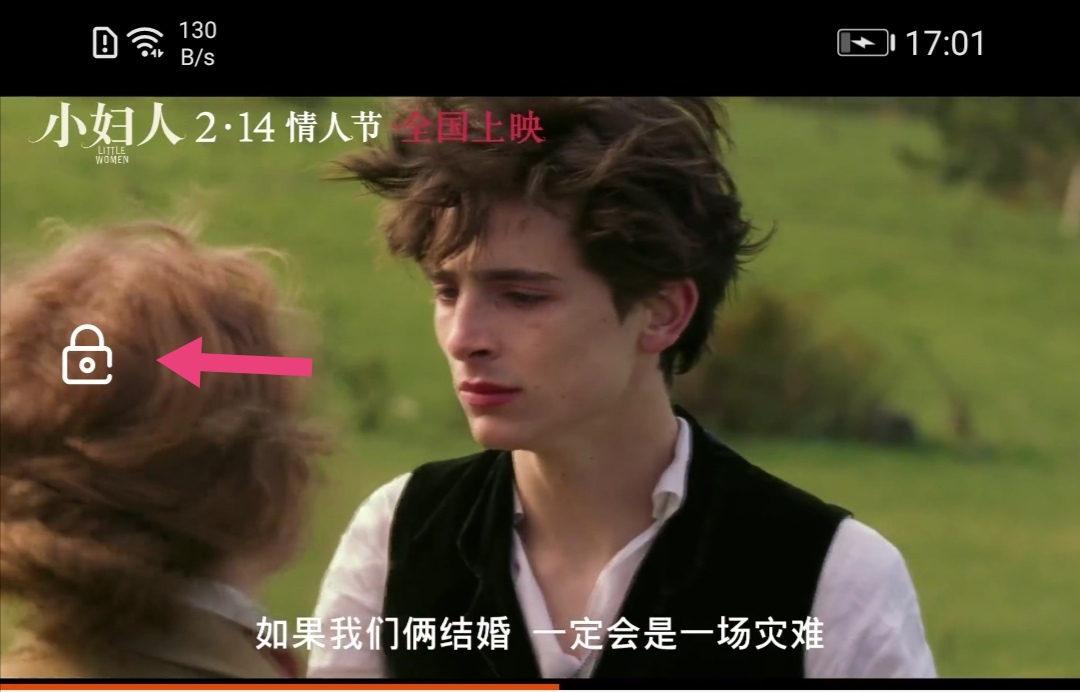 130
B/s
17:01
小妇人 2·14 情人节 全国上映
LITTLE
WOMEN
如果我们俩结婚 一定会是一场灾难